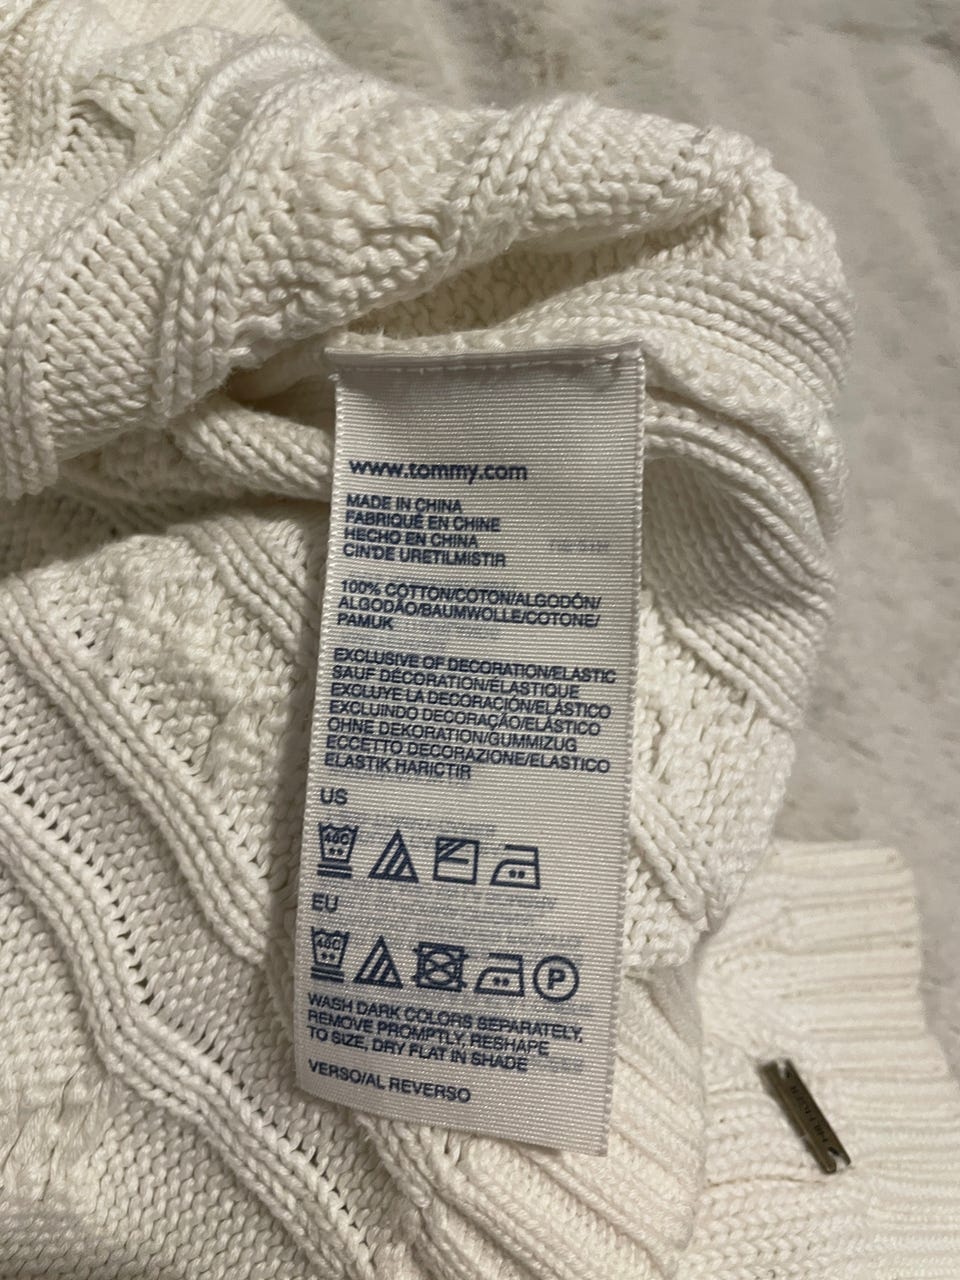 www.tommy.com
MADE IN CHINA
FABRIQUÉ EN CHINE
HECHO EN CHINA
CIN'DE URETILMISTIR
100% COTTON/COTON/ALGODÓN/
ALGODÃO/BAUMWOLLE/COTONE/
PAMUK
EXCLUSIVE OF DECORATION/ELASTIC
SAUF DÉCORATION/ÉLASTIQUE
EXCLUYE LA DECORACIÓN/ELÁSTICO
EXCLUINDO DECORAÇÃO/ELÁSTICO
OHNE DEKORATION/GUMMIZUG
ECCETTO DECORAZIONE/ELASTICO
ELASTIK HARICTIR
US
40C
EU
40C
P
WASH DARK COLORS SEPARATELY,
REMOVE PROMPTLY, RESHAPE
TO SIZE, DRY FLAT IN SHADE
VERSO/AL REVERSO